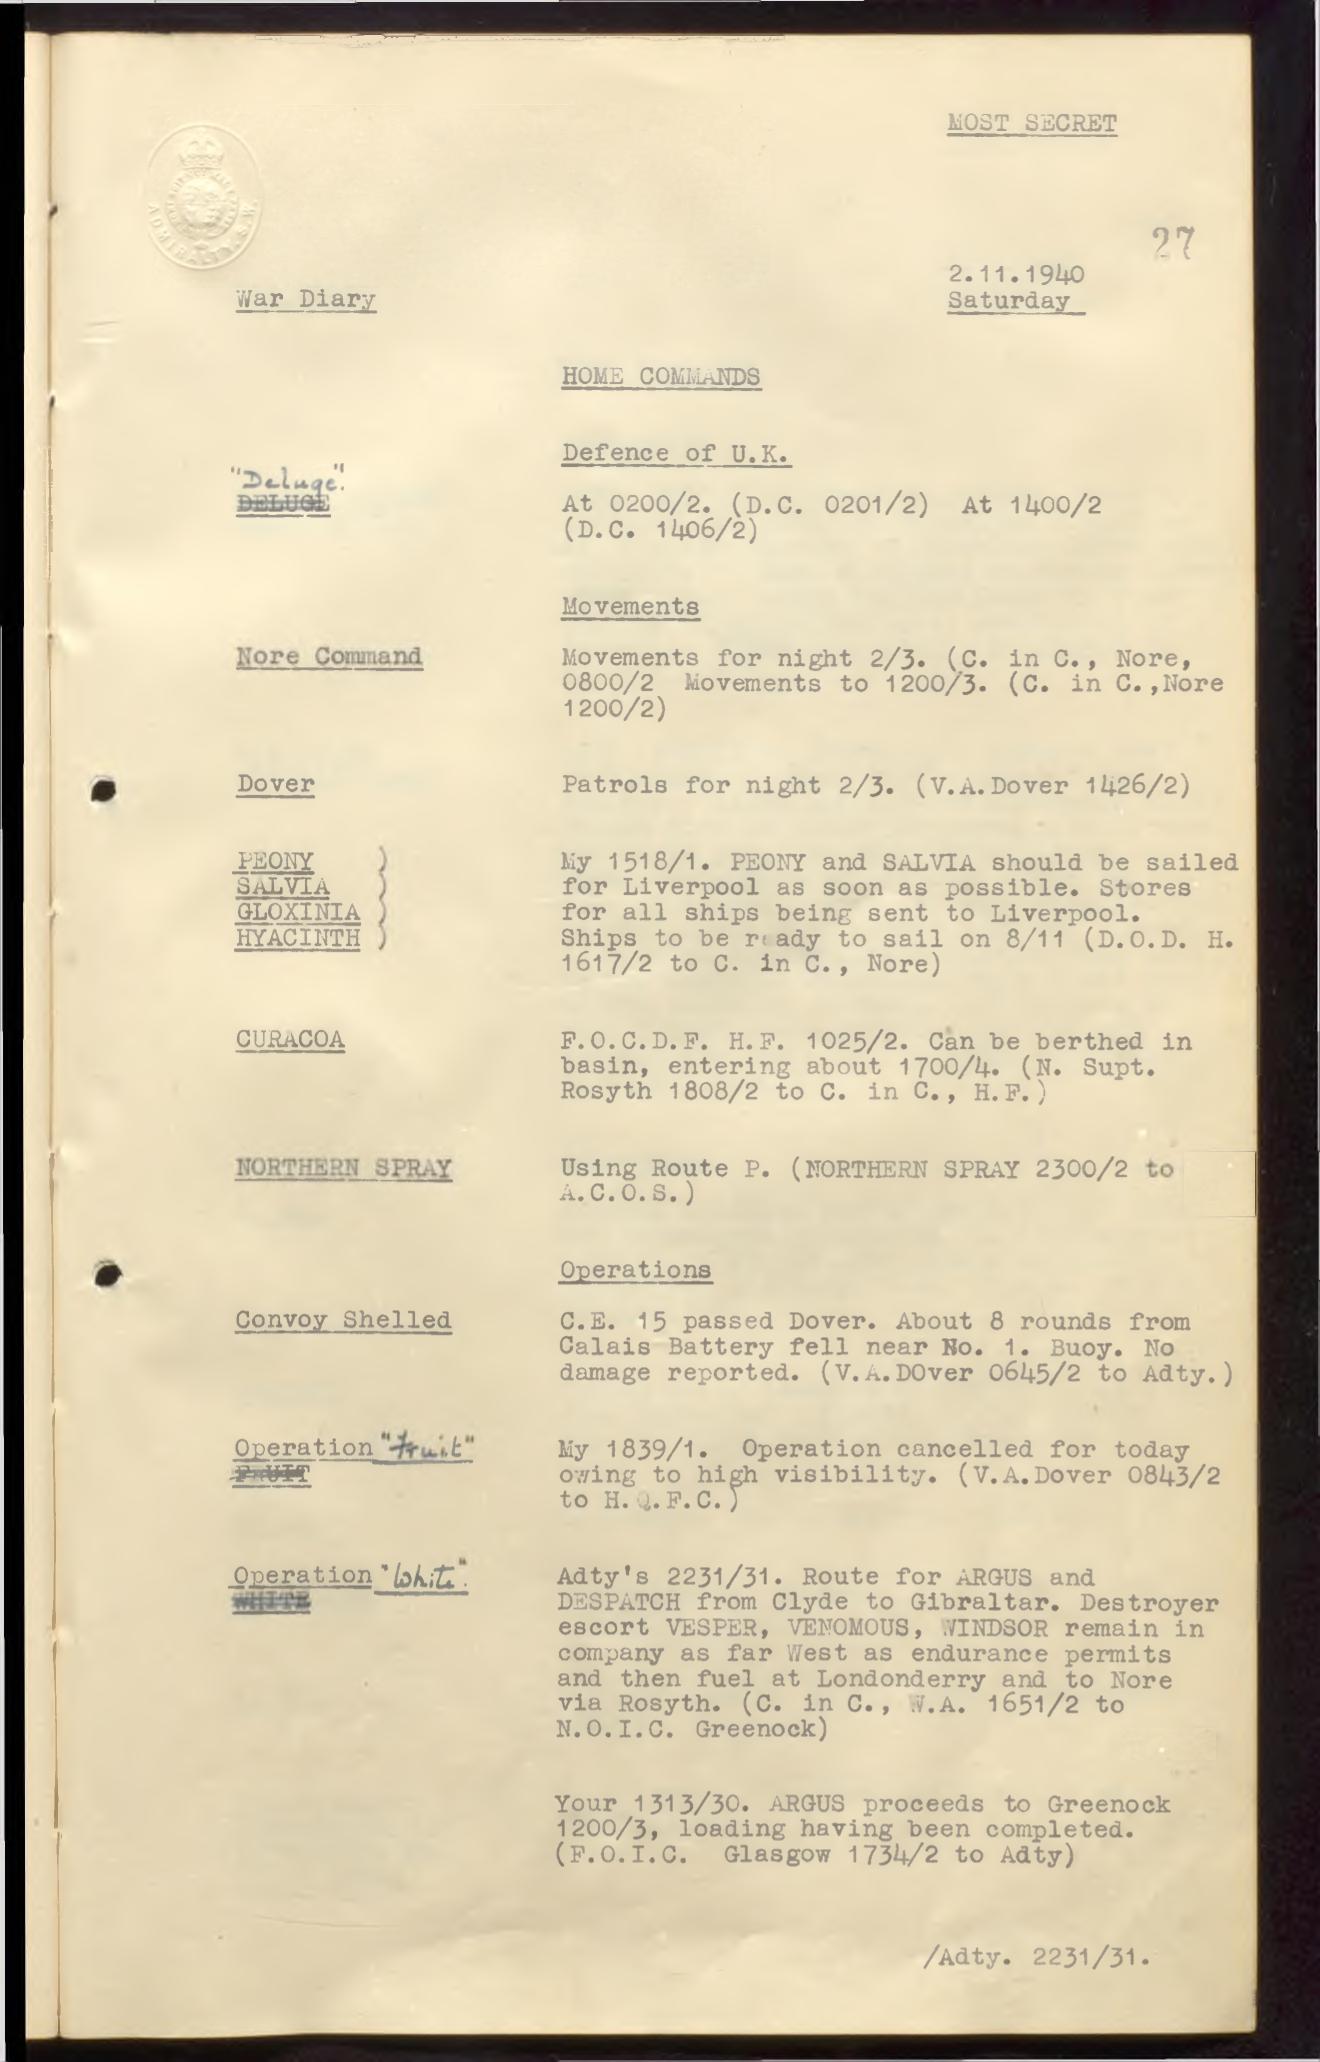 MOST SECRET
ADMIRALTY. S.W.
27
2.11.1940
War Diary
Saturday
HOME COMMANDS
Defence of U.K.
"Deluge".
DELUGE
At 0200/2. (D.C. 0201/2) At 1400/2
(D.C. 1406/2)
Movements
Nore Command
Movements for night 2/3. (C. in C., Nore,
0800/2 Movements to 1200/3. (C. in C.,Nore
1200/2)
Dover
Patrols for night 2/3. (V.A.Dover 1426/2)
PEONY )
SALVIA )
GLOXINIA )
HYACINTH )
My 1518/1. PEONY and SALVIA should be sailed
for Liverpool as soon as possible. Stores
for all ships being sent to Liverpool.
Ships to be ready to sail on 8/11 (D.O.D. H.
1617/2 to C. in C., Nore)
CURACOA
F.O.C.D.F. H.F. 1025/2. Can be berthed in
basin, entering about 1700/4. (N. Supt.
Rosyth 1808/2 to C. in C., H.F.)
NORTHERN SPRAY
Using Route P. (NORTHERN SPRAY 2300/2 to
A.C.O.S.)
Operations
Convoy Shelled
C.E. 15 passed Dover. About 8 rounds from
Calais Battery fell near No. 1. Buoy. No
damage reported. (V.A.DOver 0645/2 to Adty.)
Operation "Fruit"
FRUIT
My 1839/1. Operation cancelled for today
owing to high visibility. (V.A.Dover 0843/2
to H.Q.F.C.)
Operation "White".
WHITE
Adty's 2231/31. Route for ARGUS and
DESPATCH from Clyde to Gibraltar. Destroyer
escort VESPER, VENOMOUS, WINDSOR remain in
company as far West as endurance permits
and then fuel at Londonderry and to Nore
via Rosyth. (C. in C., W.A. 1651/2 to
N.O.I.C. Greenock)
Your 1313/30. ARGUS proceeds to Greenock
1200/3, loading having been completed.
(F.O.I.C. Glasgow 1734/2 to Adty)
/Adty. 2231/31.